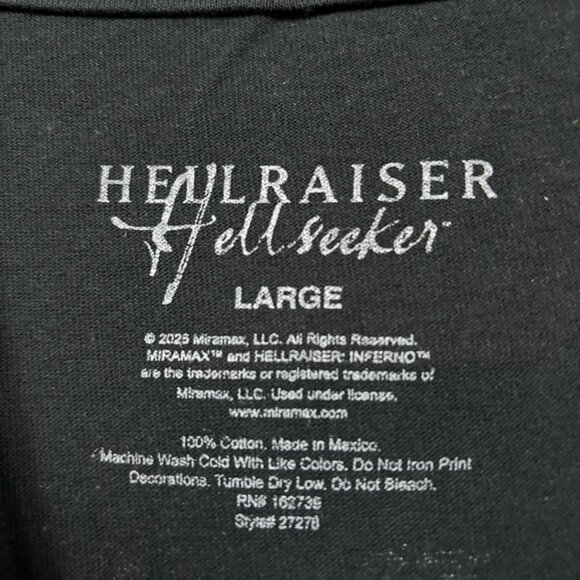 HELLRAISER
Hellseeker™
LARGE
© 2025 Miramax, LLC. All Rights Reserved.
MIRAMAX™ and HELLRAISER: INFERNO™
are the trademarks or registered trademarks of
Miramax, LLC. Used under license.
www.miramax.com
100% Cotton. Made in Mexico.
Machine Wash Cold With Like Colors. Do Not Iron Print
Decorations. Tumble Dry Low. Do Not Bleach.
RN# 162739
Style# 27278